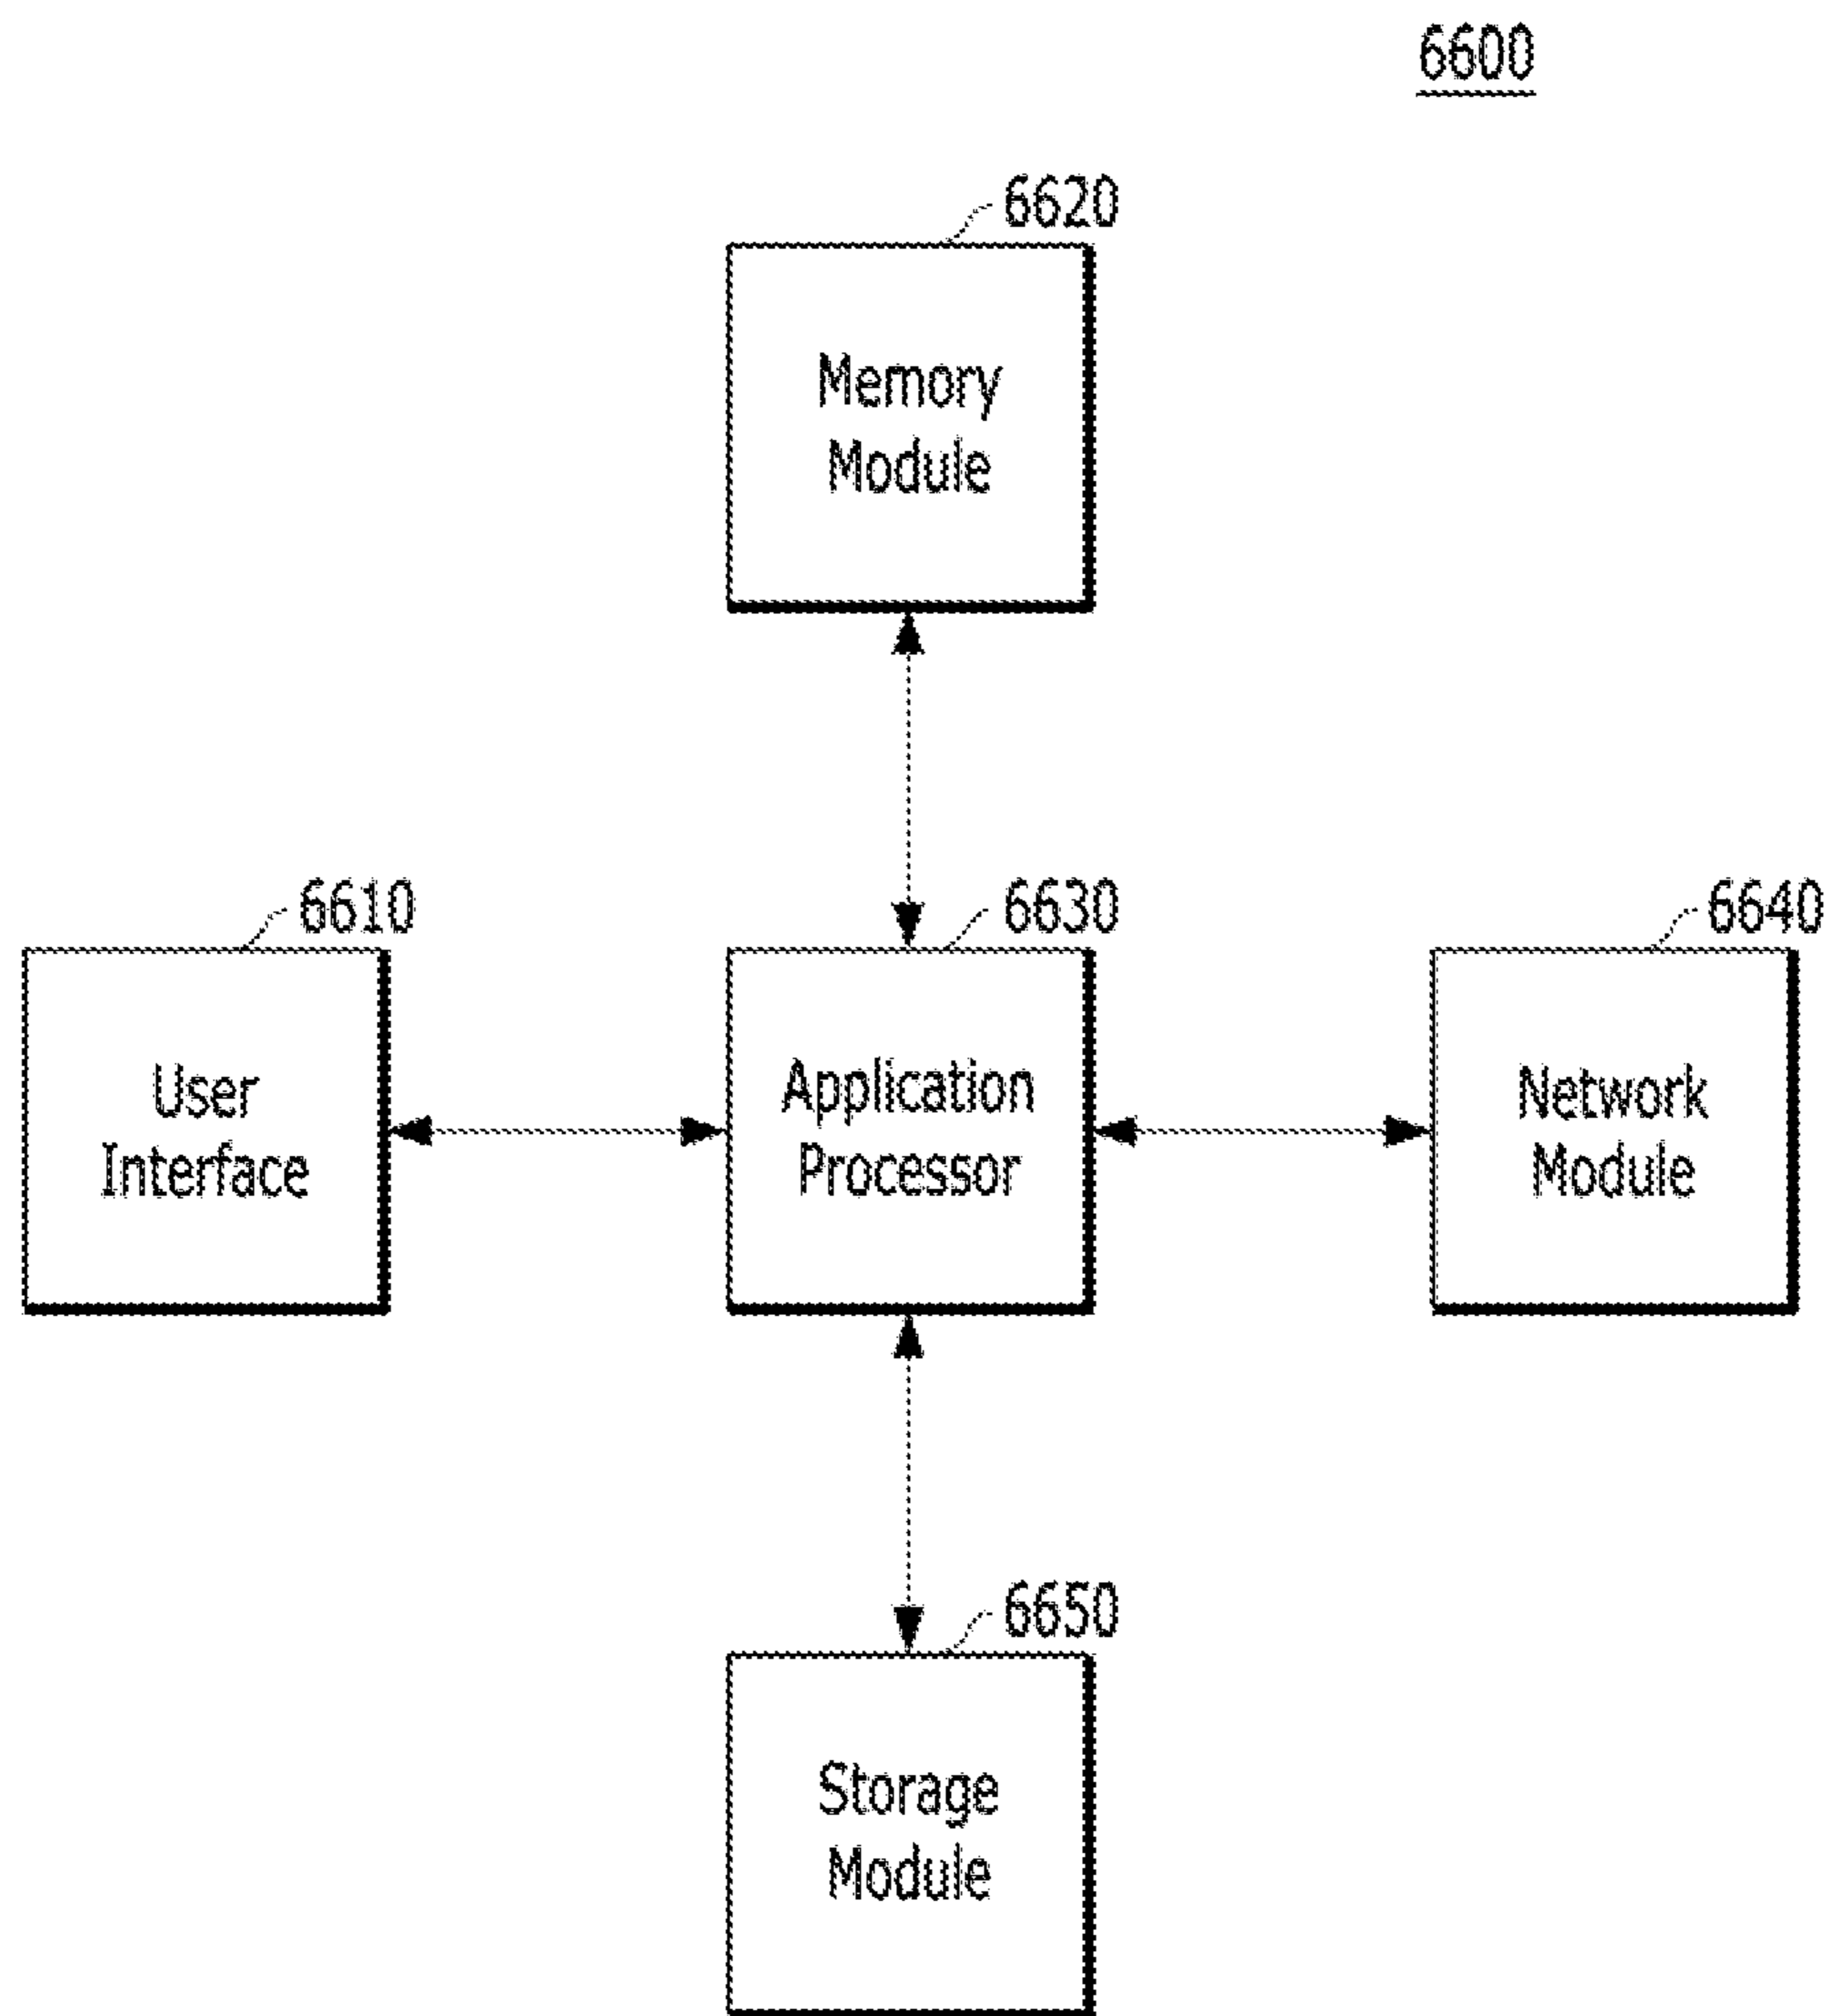 6600
6620
Memory
Module
6610
6630
6640
User
Interface
Application
Processor
Network
Module
6650
Storage
Module